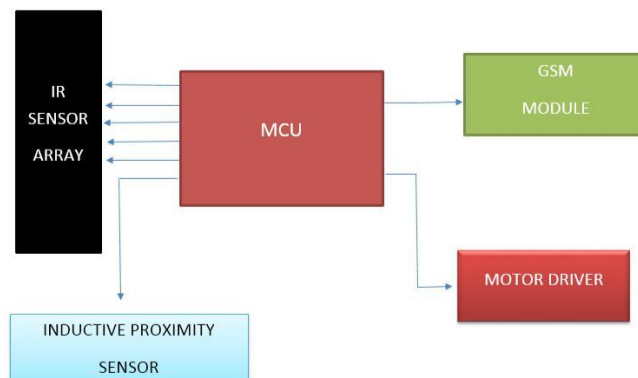 IR
SENSOR
ARRAY
MCU
GSM
MODULE
MOTOR DRIVER
INDUCTIVE PROXIMITY
SENSOR